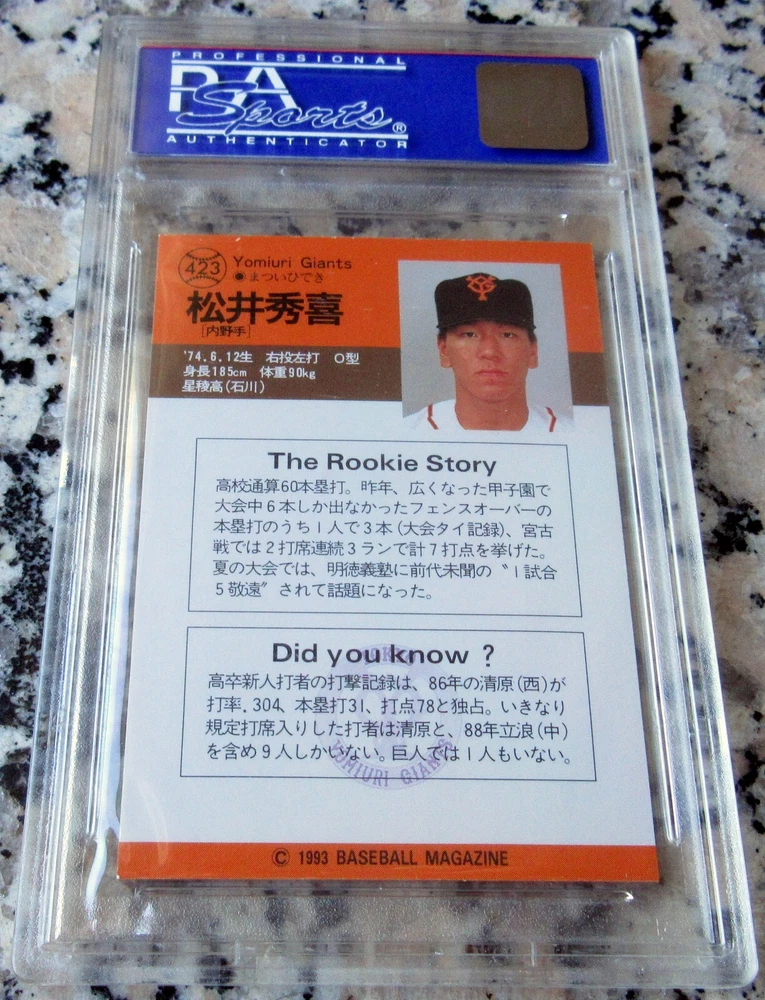 PROFESSIONAL
PSA
Sports®
AUTHENTICATOR
423 Yomiuri Giants
●まついひでき
松井秀喜
[内野手]
'74.6.12生 右投左打 O型
身長185cm 体重90kg
星稜高(石川)
The Rookie Story
高校通算60本塁打。昨年、広くなった甲子園で
大会中6本しか出なかったフェンスオーバーの
本塁打のうち1人で3本(大会タイ記録)、宮古
戦では2打席連続3ランで計7打点を挙げた。
夏の大会では、明徳義塾に前代未聞の〝1試合
5敬遠〟されて話題になった。
Did you know ?
高卒新人打者の打撃記録は、86年の清原(西)が
打率.304、本塁打31、打点78と独占。いきなり
規定打席入りした打者は清原と、88年立浪(中)
を含め9人しかいない。巨人では1人もいない。
YOMIURI GIANTS
© 1993 BASEBALL MAGAZINE